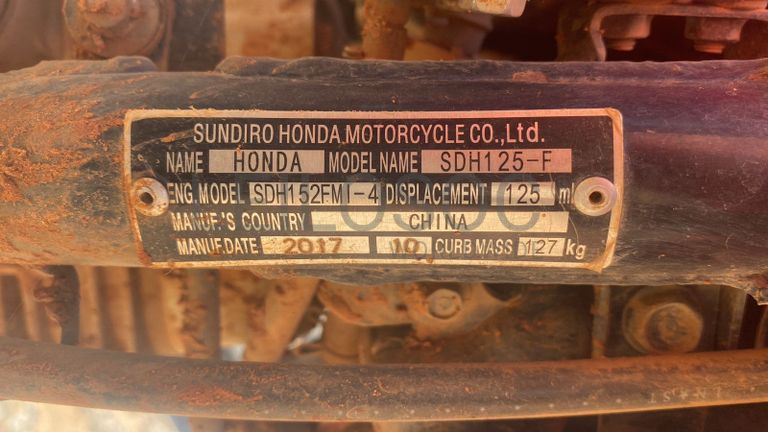 SUNDIRO HONDA MOTORCYCLE CO.,Ltd.
NAME HONDA MODEL NAME SDH125-F
ENG. MODEL SDH152FMI-4 DISPLACEMENT 125 ml
MANUF.'S COUNTRY CHINA
MANUF.DATE 2017 10 CURB MASS 127 kg